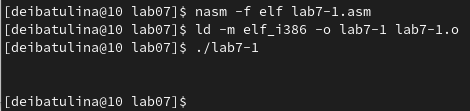 [deibatulina@10 lab07]$ nasm -f elf lab7-1.asm
[deibatulina@10 lab07]$ ld -m elf_i386 -o lab7-1 lab7-1.o
[deibatulina@10 lab07]$ ./lab7-1
[deibatulina@10 lab07]$